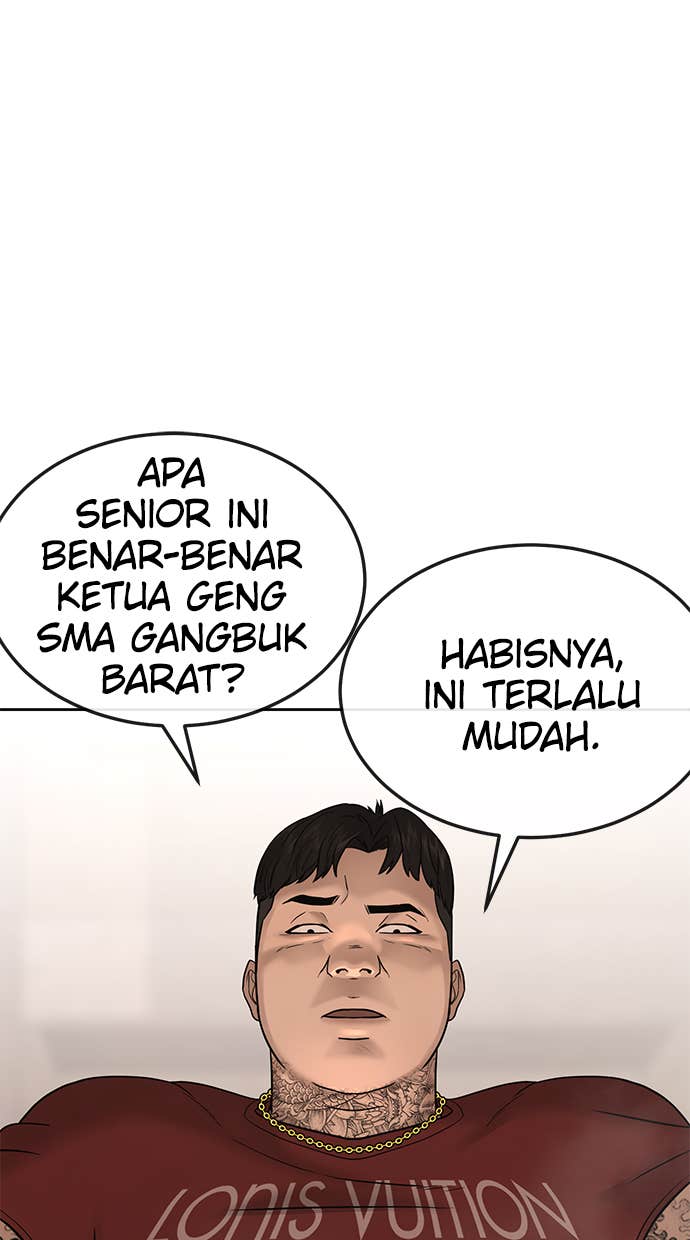 APA
SENIOR INI
BENAR-BENAR
KETUA GENG
SMA GANGBUK
BARAT?
HABISNYA,
INI TERLALU
MUDAH.
LONIS VUITION